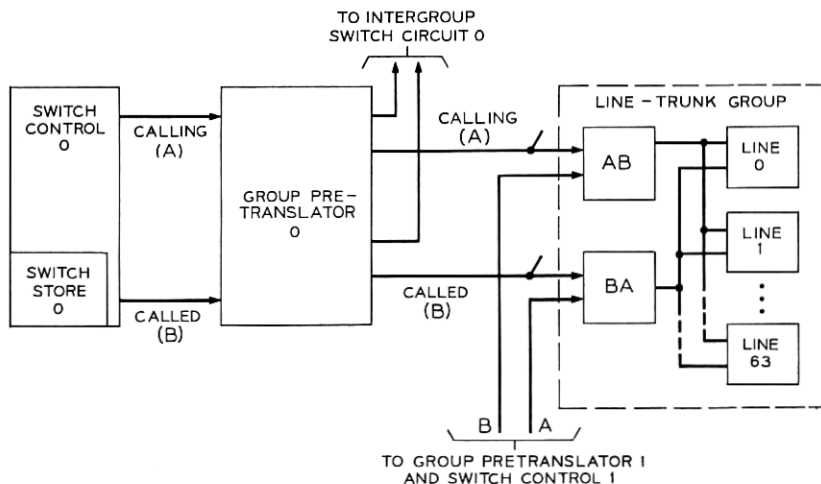 TO INTERGROUP
SWITCH CIRCUIT 0
SWITCH
CONTROL
0
SWITCH
STORE
0
CALLING
(A)
CALLED
(B)
GROUP PRE-
TRANSLATOR
0
CALLING
(A)
CALLED
(B)
LINE-TRUNK GROUP
AB
BA
LINE
0
LINE
1
LINE
63
B A
TO GROUP PRETRANSLATOR 1
AND SWITCH CONTROL 1